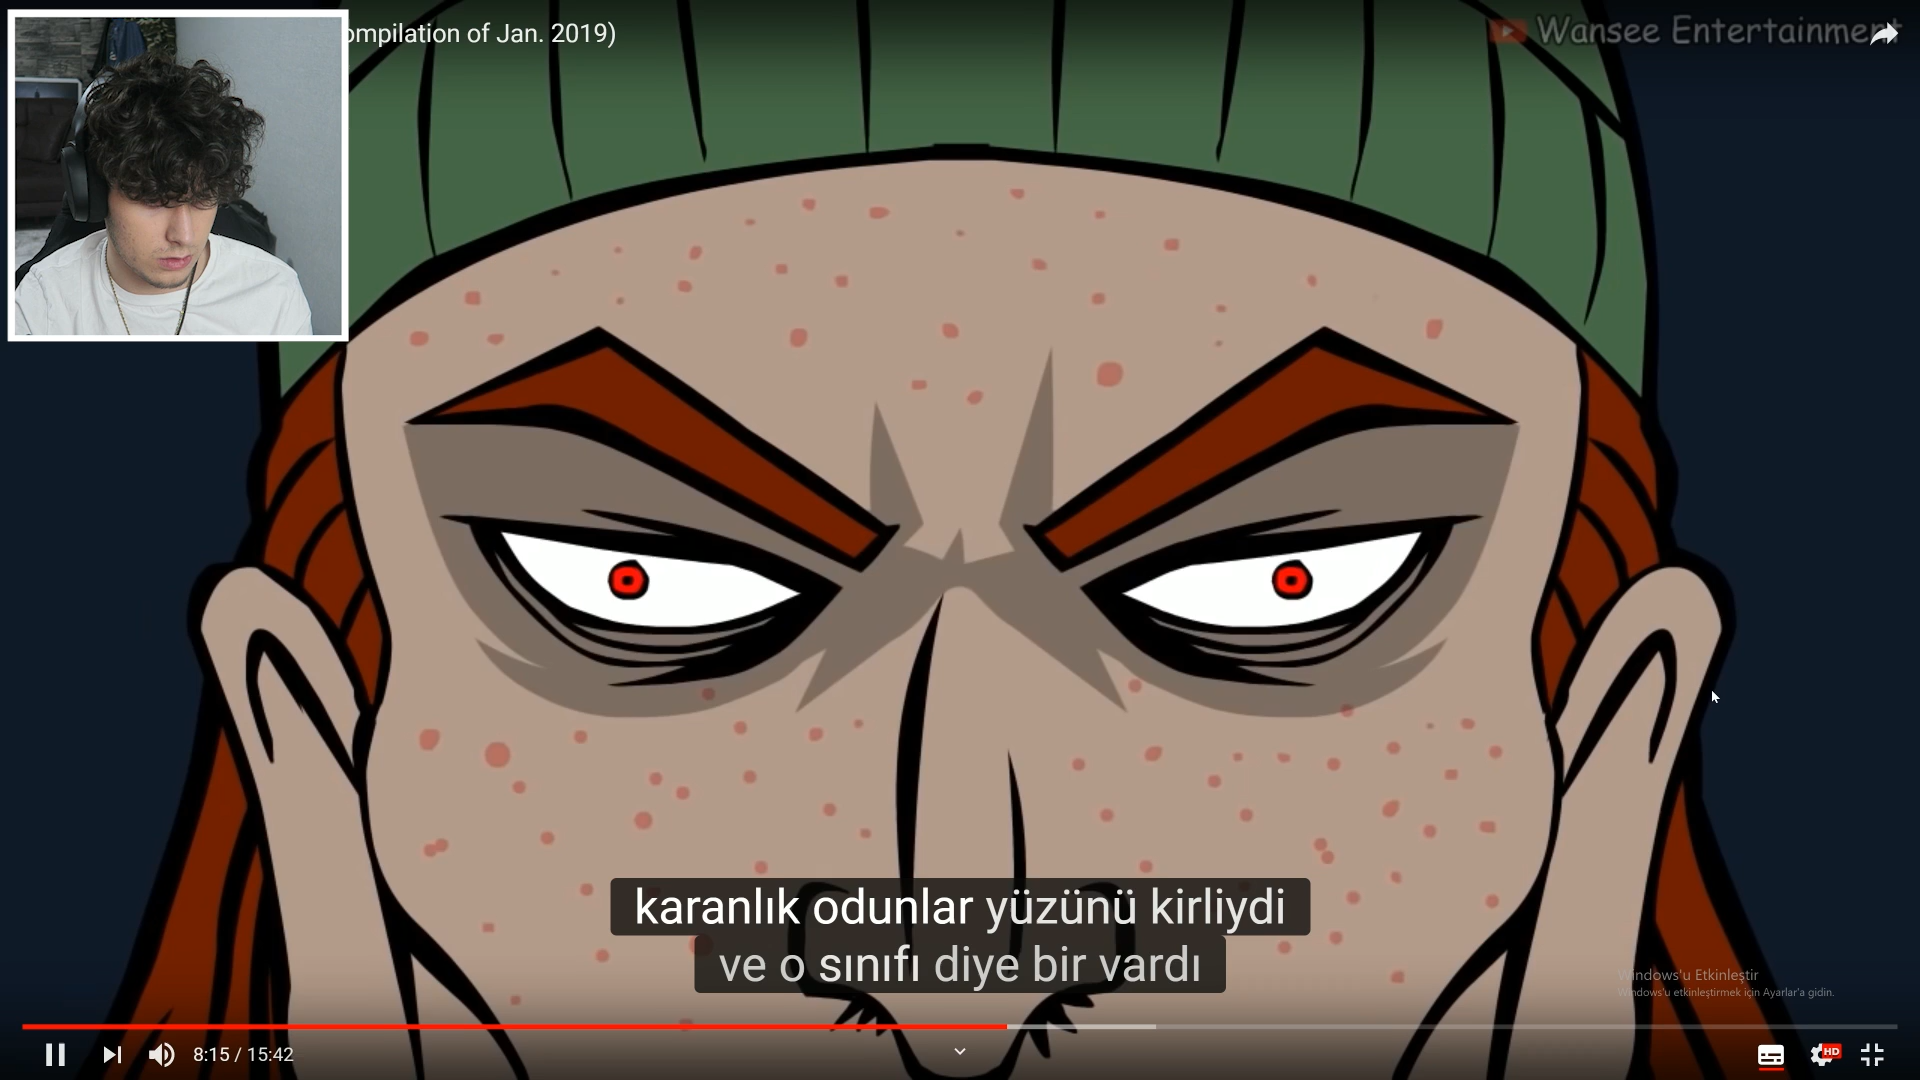 ompilation of Jan. 2019)
Wansee Entertainment
karanlık odunlar yüzünü kirliydi
ve o sınıfı diye bir vardı
Windows'u Etkinleştir
Windows'u etkinleştirmek için Ayarlar'a gidin.
8:15 / 15:42
HD